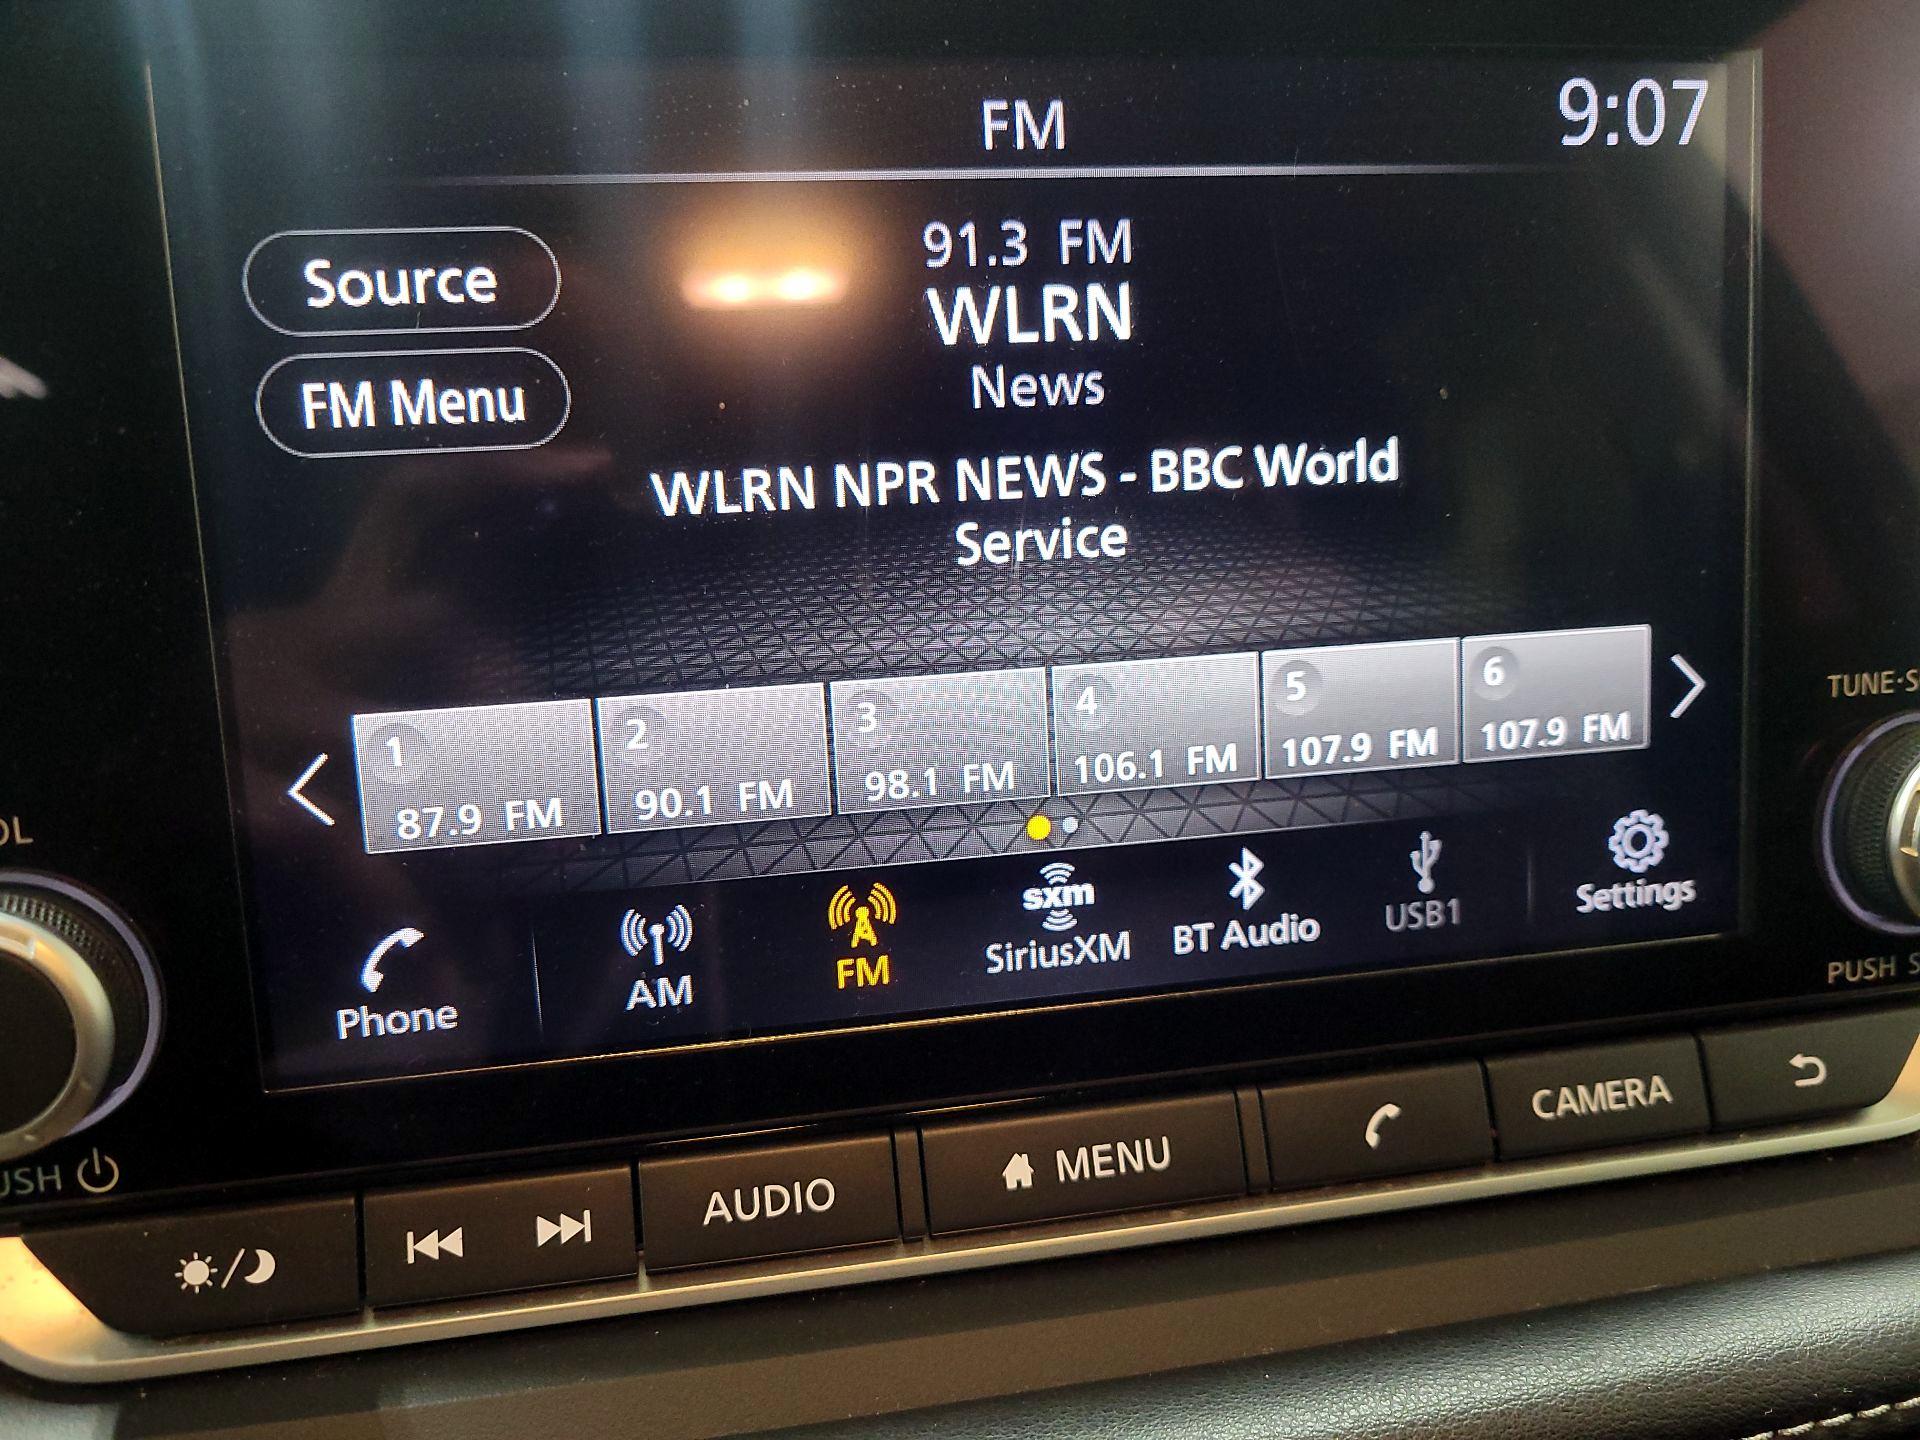 FM
9:07
Source
FM Menu
91.3 FM
WLRN
News
WLRN NPR NEWS - BBC World
Service
1
87.9 FM
2
90.1 FM
3
98.1 FM
4
106.1 FM
5
107.9 FM
6
107.9 FM
Phone
AM
FM
sxm
SiriusXM
BT Audio
USB1
Settings
OL
USH
TUNE·S
PUSH S
AUDIO
MENU
CAMERA